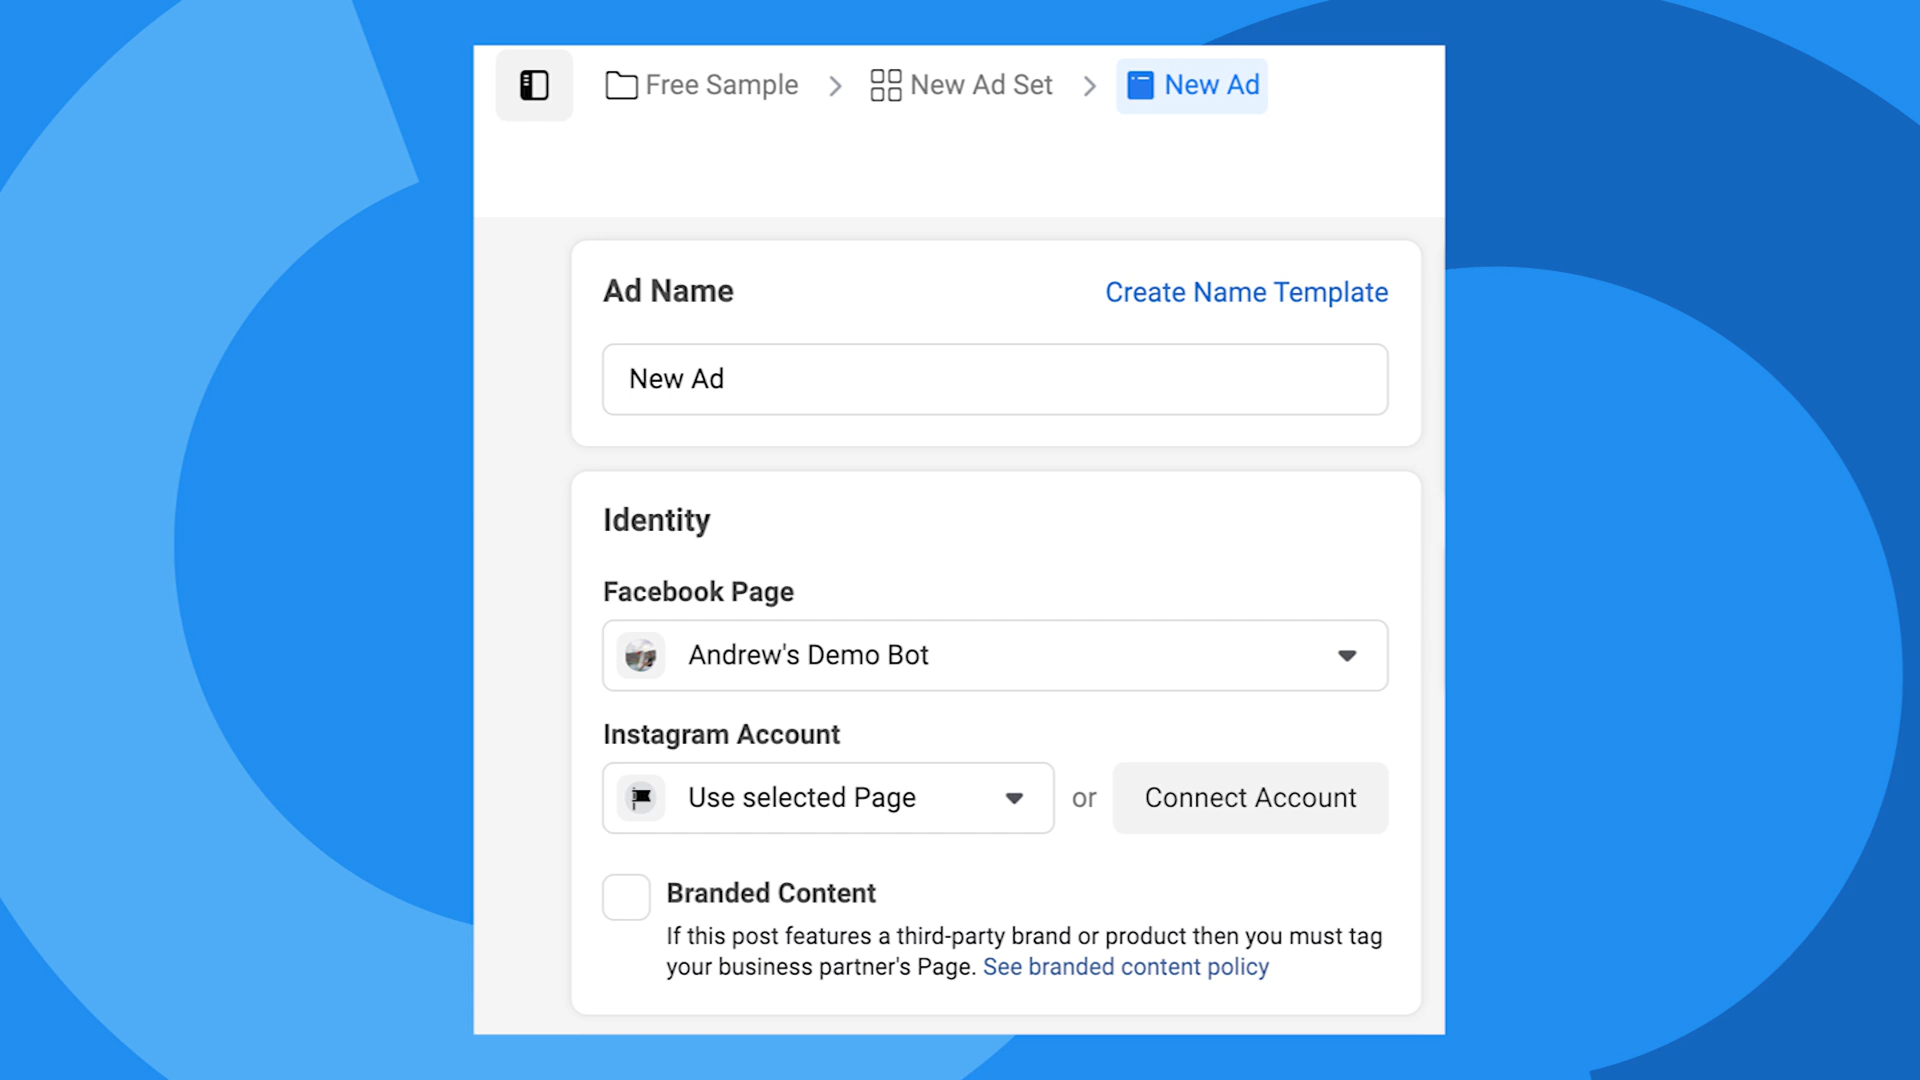 Free Sample > New Ad Set > New Ad
Ad Name
Create Name Template
New Ad
Identity
Facebook Page
Andrew's Demo Bot
Instagram Account
Use selected Page or Connect Account
Branded Content
If this post features a third-party brand or product then you must tag
your business partner's Page. See branded content policy